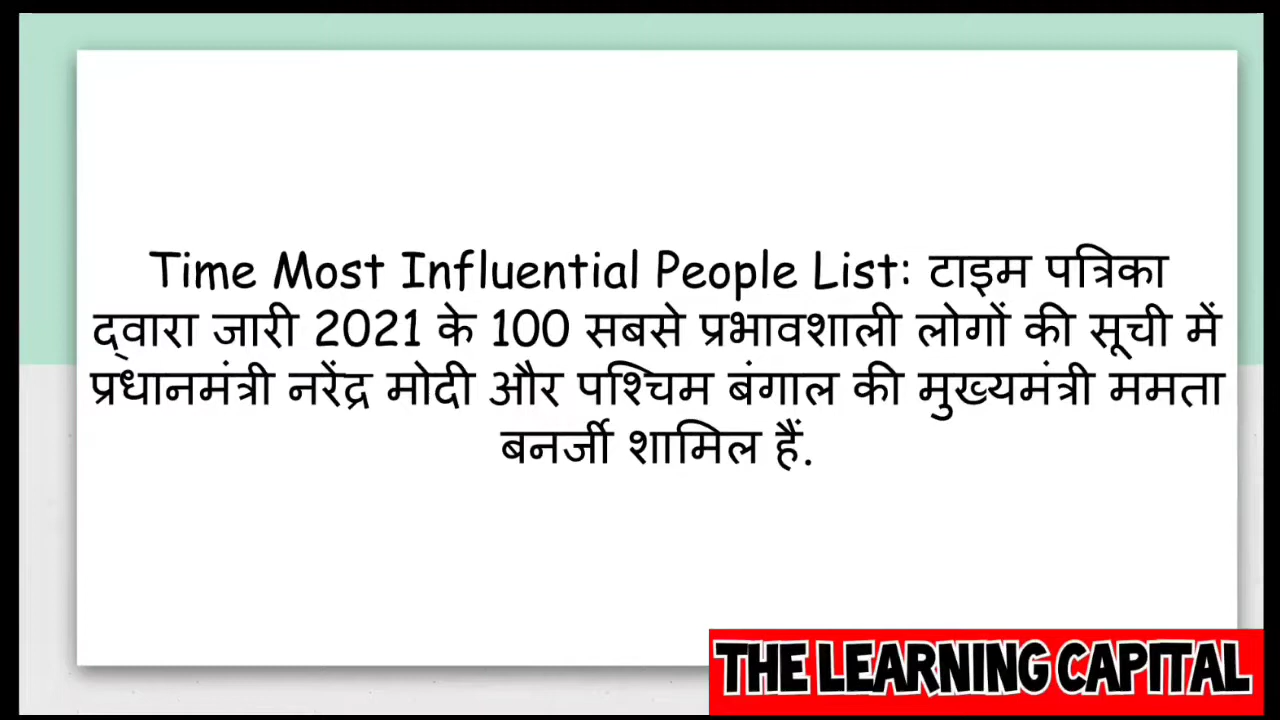 Time Most Influential People List: टाइम पत्रिका
द्वारा जारी 2021 के 100 सबसे प्रभावशाली लोगों की सूची में
प्रधानमंत्री नरेंद्र मोदी और पश्चिम बंगाल की मुख्यमंत्री ममता
बनर्जी शामिल हैं.
THE LEARNING CAPITAL